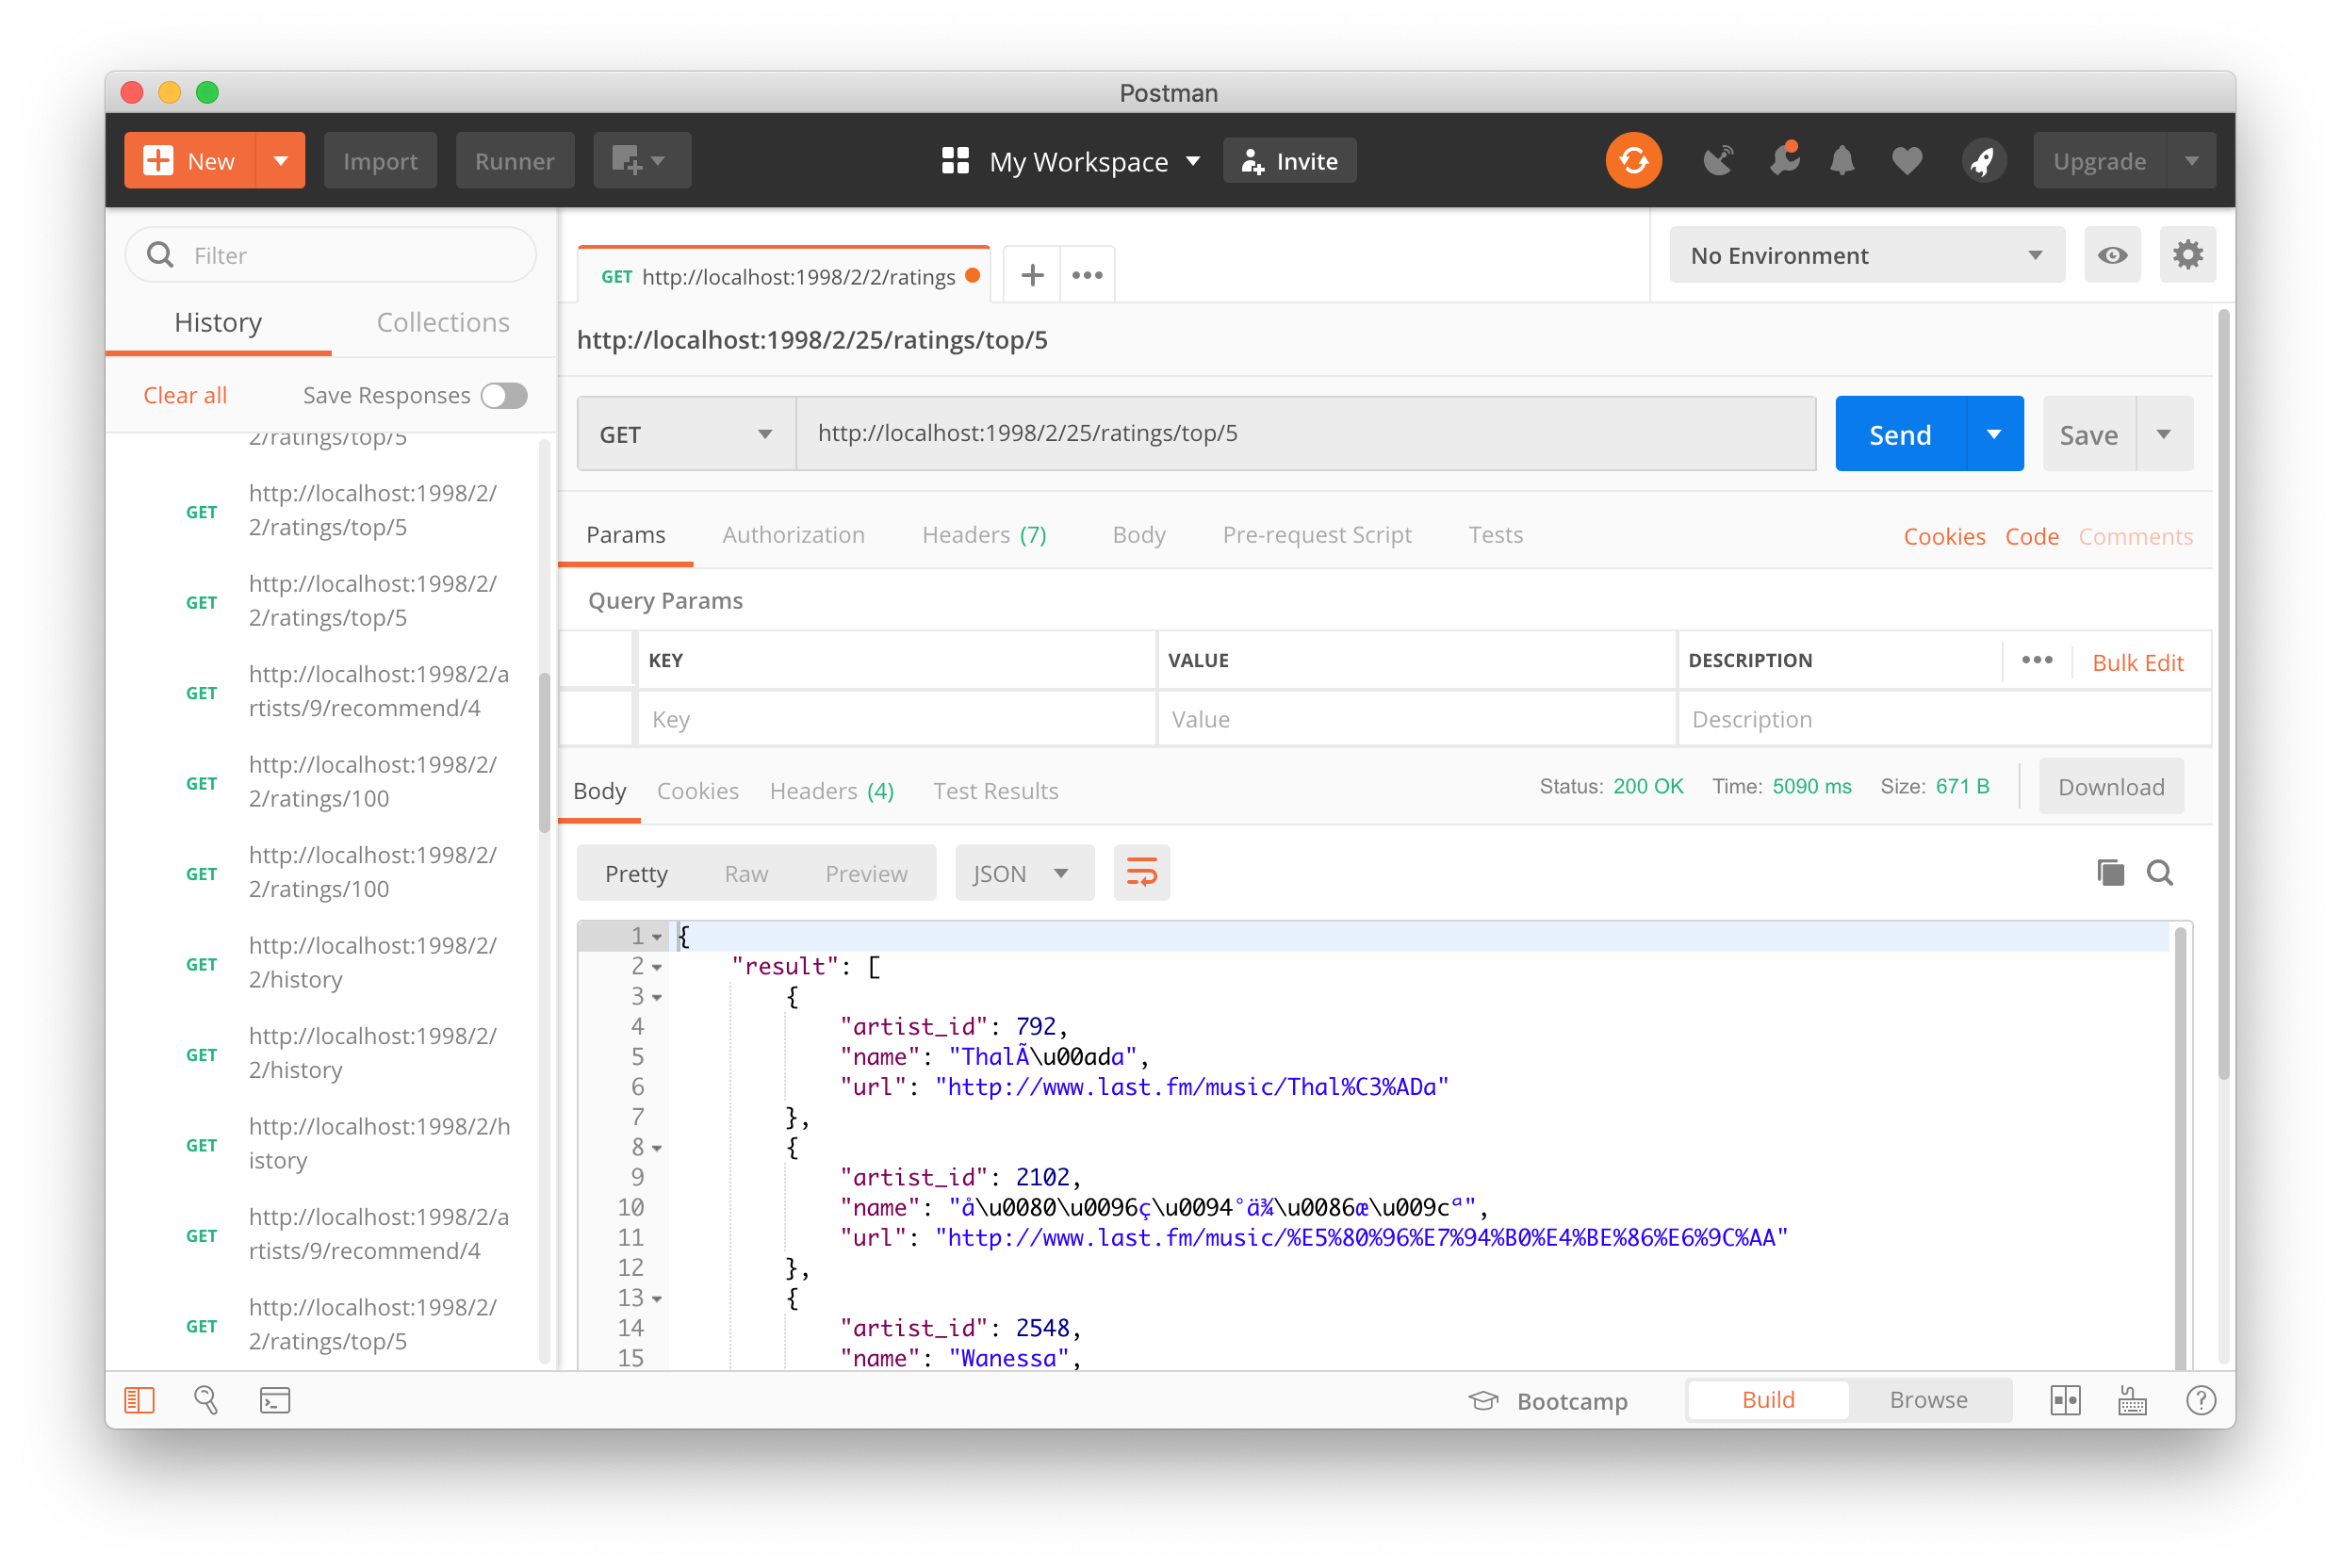 Postman
New
Import
Runner
My Workspace
Invite
Upgrade
Filter
History
Collections
Clear all
Save Responses
2/ratings/top/5
GET
http://localhost:1998/2/
2/ratings/top/5
GET
http://localhost:1998/2/
2/ratings/top/5
GET
http://localhost:1998/2/a
rtists/9/recommend/4
GET
http://localhost:1998/2/
2/ratings/100
GET
http://localhost:1998/2/
2/ratings/100
GET
http://localhost:1998/2/
2/history
GET
http://localhost:1998/2/
2/history
GET
http://localhost:1998/2/h
istory
GET
http://localhost:1998/2/a
rtists/9/recommend/4
GET
http://localhost:1998/2/
2/ratings/top/5
GET http://localhost:1998/2/2/ratings
No Environment
http://localhost:1998/2/25/ratings/top/5
GET
http://localhost:1998/2/25/ratings/top/5
Send
Save
Params
Authorization
Headers (7)
Body
Pre-request Script
Tests
Cookies
Code
Comments
Query Params
KEY
VALUE
DESCRIPTION
Bulk Edit
Key
Value
Description
Body
Cookies
Headers (4)
Test Results
Status: 200 OK
Time: 5090 ms
Size: 671 B
Download
Pretty
Raw
Preview
JSON
1 {
2 "result": [
3 {
4 "artist_id": 792,
5 "name": "ThalÃ\u00ada",
6 "url": "http://www.last.fm/music/Thal%C3%ADa"
7 },
8 {
9 "artist_id": 2102,
10 "name": "å\u0080\u0096ç\u0094°ä¾\u0086æ\u009cª",
11 "url": "http://www.last.fm/music/%E5%80%96%E7%94%B0%E4%BE%86%E6%9C%AA"
12 },
13 {
14 "artist_id": 2548,
15 "name": "Wanessa",
Bootcamp
Build
Browse